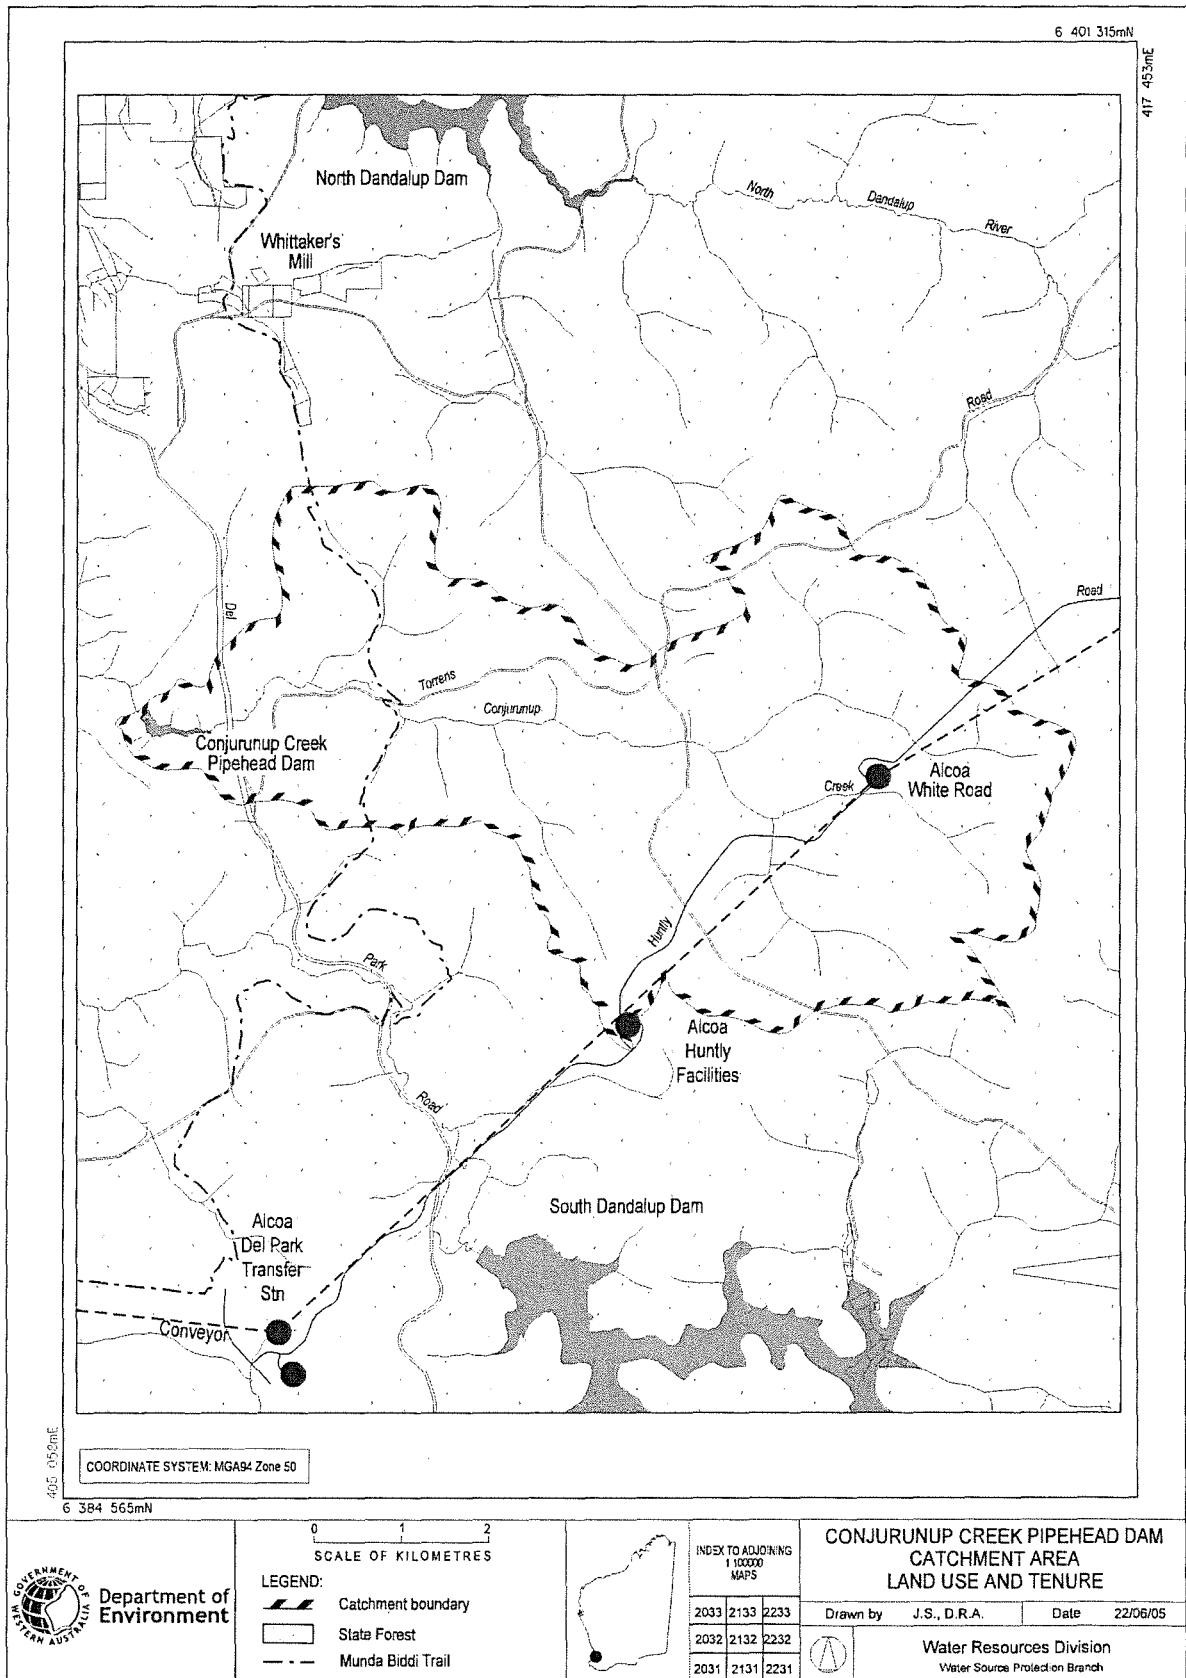 6 401 315mN
417 453mE
North Dandalup Dam
North
Dandalup
River
Whittaker's
Mill
Road
Road
Del
Torrens
Conjurunup
Conjurunup Creek
Pipehead Dam
Creek
Alcoa
White Road
Huntly
Park
Alcoa
Huntly
Facilities
Road
South Dandalup Dam
Alcoa
Del Park
Transfer
Stn
Conveyor
405 052mE
COORDINATE SYSTEM: MGA94 Zone 50
6 384 565mN
GOVERNMENT OF
WESTERN AUSTRALIA
Department of
Environment
0 1 2
SCALE OF KILOMETRES
LEGEND:
Catchment boundary
State Forest
Munda Biddi Trail
INDEX TO ADJOINING
1:100000
MAPS
2033 2133 2233
2032 2132 2232
2031 2131 2231
CONJURUNUP CREEK PIPEHEAD DAM
CATCHMENT AREA
LAND USE AND TENURE
Drawn by J.S., D.R.A. Date 22/06/05
Water Resources Division
Water Source Protection Branch